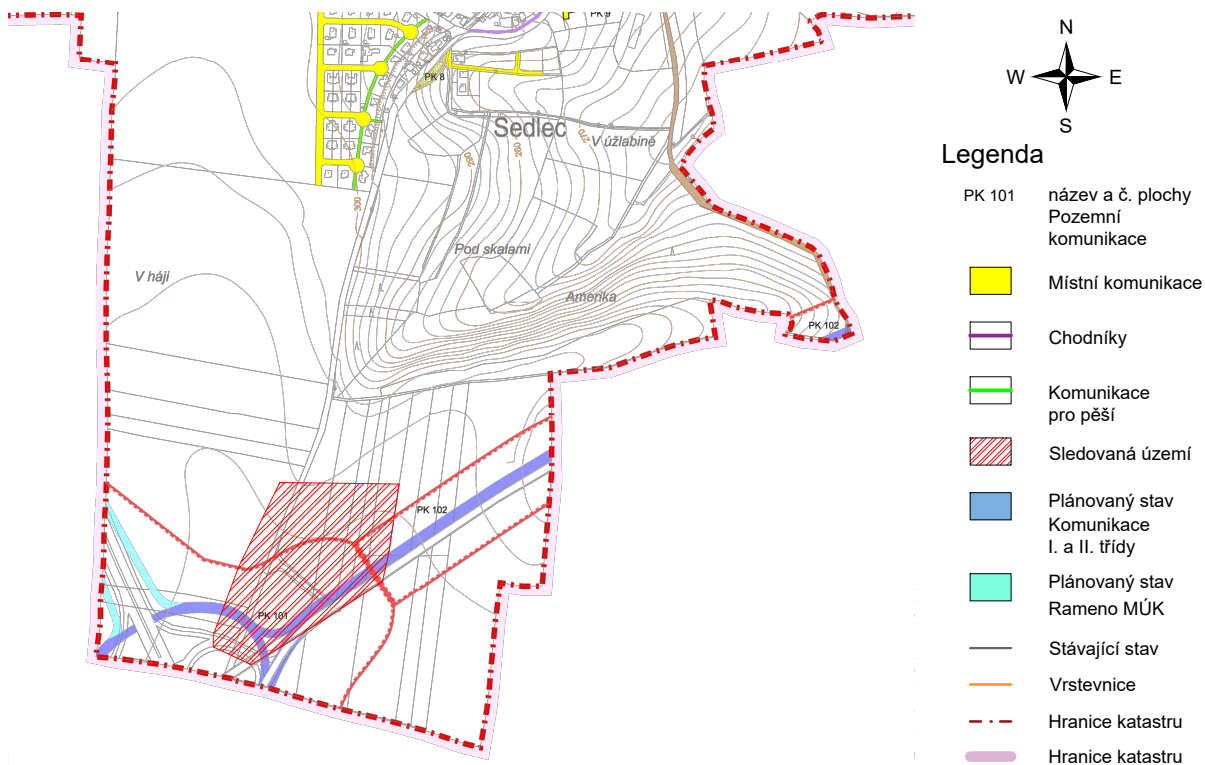 PK 9
PK 8
Sedlec
V úžlabině
270
260
280
300
Pod skalami
V háji
Amerika
PK 102
PK 102
PK 101
N
W
E
S
Legenda
PK 101
název a č. plochy
Pozemní
komunikace
Místní komunikace
Chodníky
Komunikace
pro pěší
Sledovaná území
Plánovaný stav
Komunikace
I. a II. třídy
Plánovaný stav
Rameno MÚK
Stávající stav
Vrstevnice
Hranice katastru
Hranice katastru